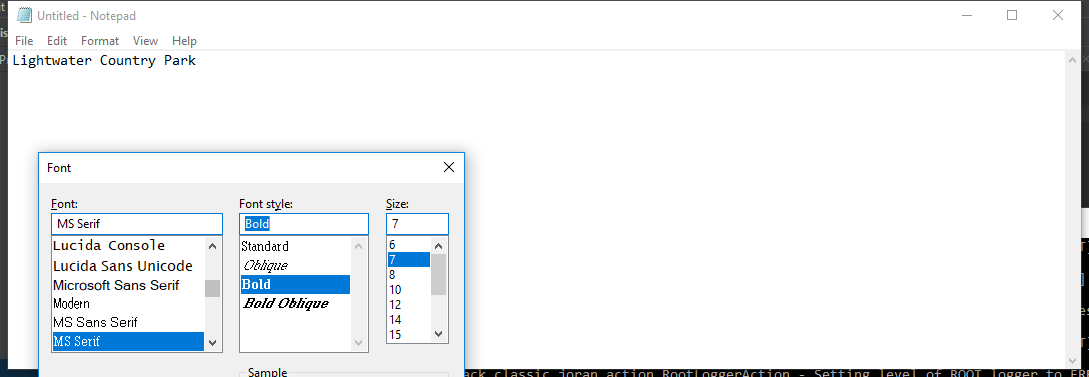 Untitled - Notepad
File Edit Format View Help
Lightwater Country Park
Font
Font: Font style: Size:
MS Serif Bold 7
Lucida Console Standard 6
Lucida Sans Unicode Oblique 7
Microsoft Sans Serif Bold 8
Modern Bold Oblique 10
MS Sans Serif 12
MS Serif 14
15
Sample
classic.joran.action.RootLoggerAction - Setting level of ROOT logger to